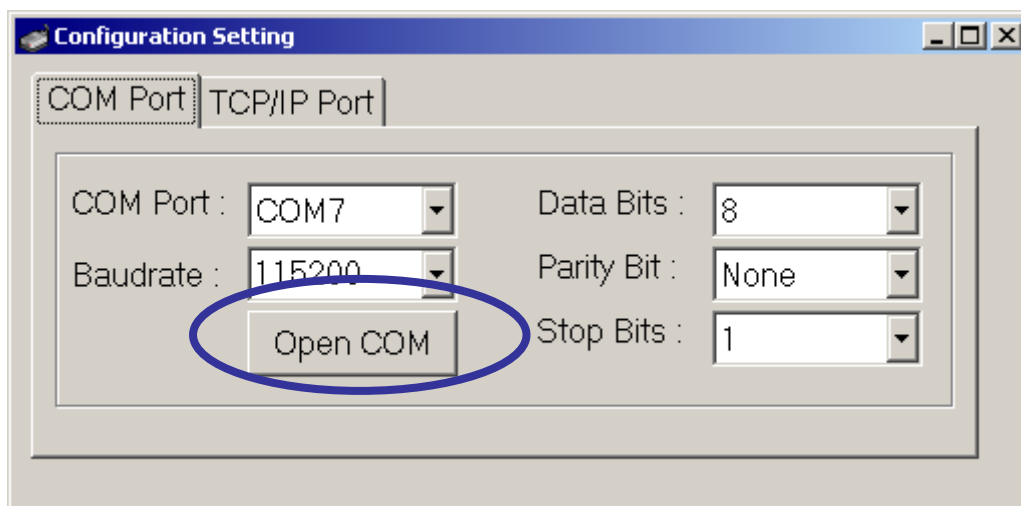 Configuration Setting
COM Port TCP/IP Port
COM Port : COM7 Data Bits : 8
Baudrate : 115200 Parity Bit : None
Open COM Stop Bits : 1